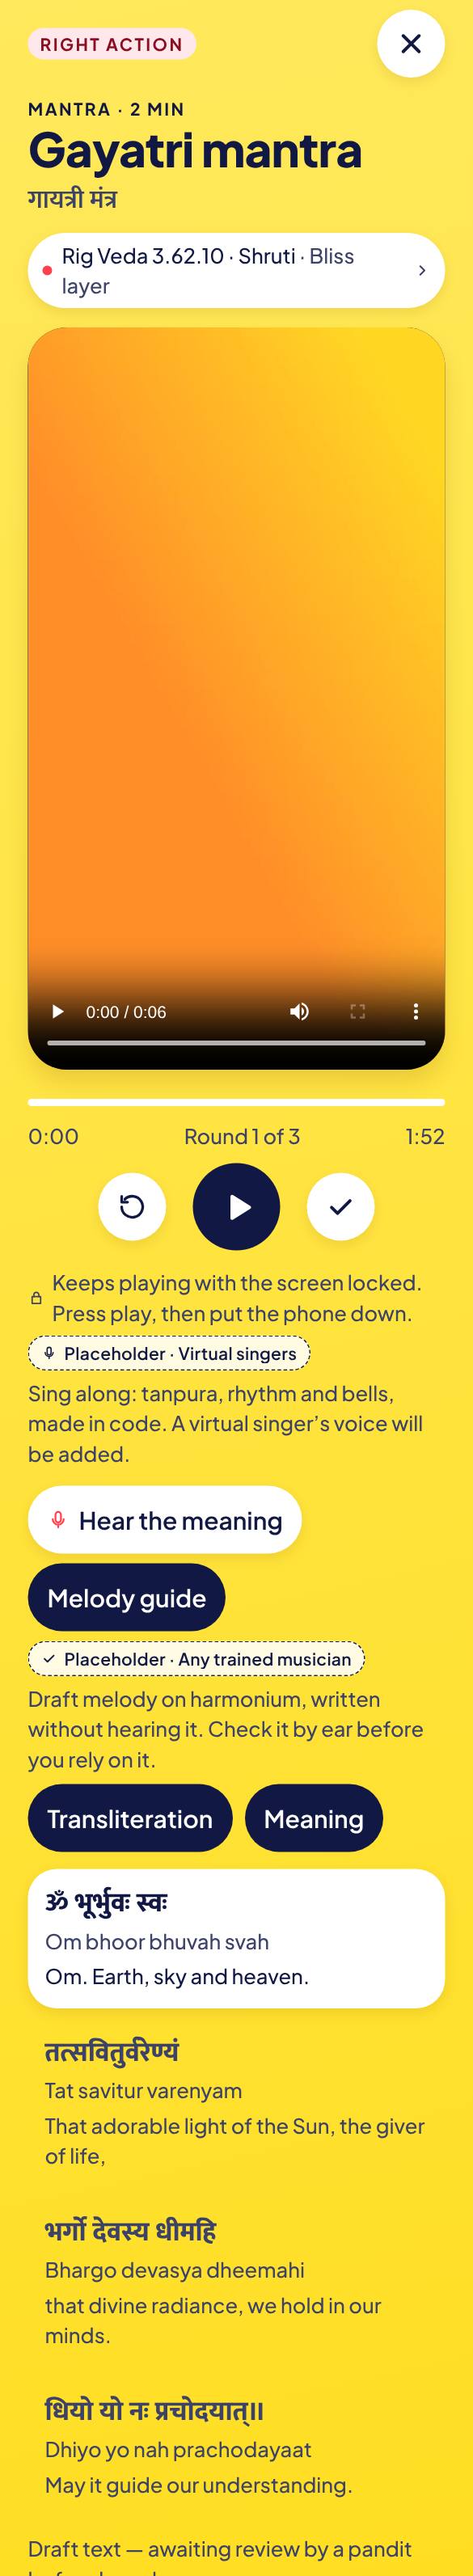 RIGHT ACTION
MANTRA · 2 MIN
Gayatri mantra
गायत्री मंत्र
Rig Veda 3.62.10 · Shruti · Bliss
layer
0:00 / 0:06
0:00 Round 1 of 3 1:52
Keeps playing with the screen locked.
Press play, then put the phone down.
Placeholder · Virtual singers
Sing along: tanpura, rhythm and bells,
made in code. A virtual singer’s voice will
be added.
Hear the meaning
Melody guide
Placeholder · Any trained musician
Draft melody on harmonium, written
without hearing it. Check it by ear before
you rely on it.
Transliteration Meaning
ॐ भूर्भुवः स्वः
Om bhoor bhuvah svah
Om. Earth, sky and heaven.
तत्सवितुर्वरेण्यं
Tat savitur varenyam
That adorable light of the Sun, the giver
of life,
भर्गो देवस्य धीमहि
Bhargo devasya dheemahi
that divine radiance, we hold in our
minds.
धियो यो नः प्रचोदयात्॥
Dhiyo yo nah prachodayaat
May it guide our understanding.
Draft text — awaiting review by a pandit